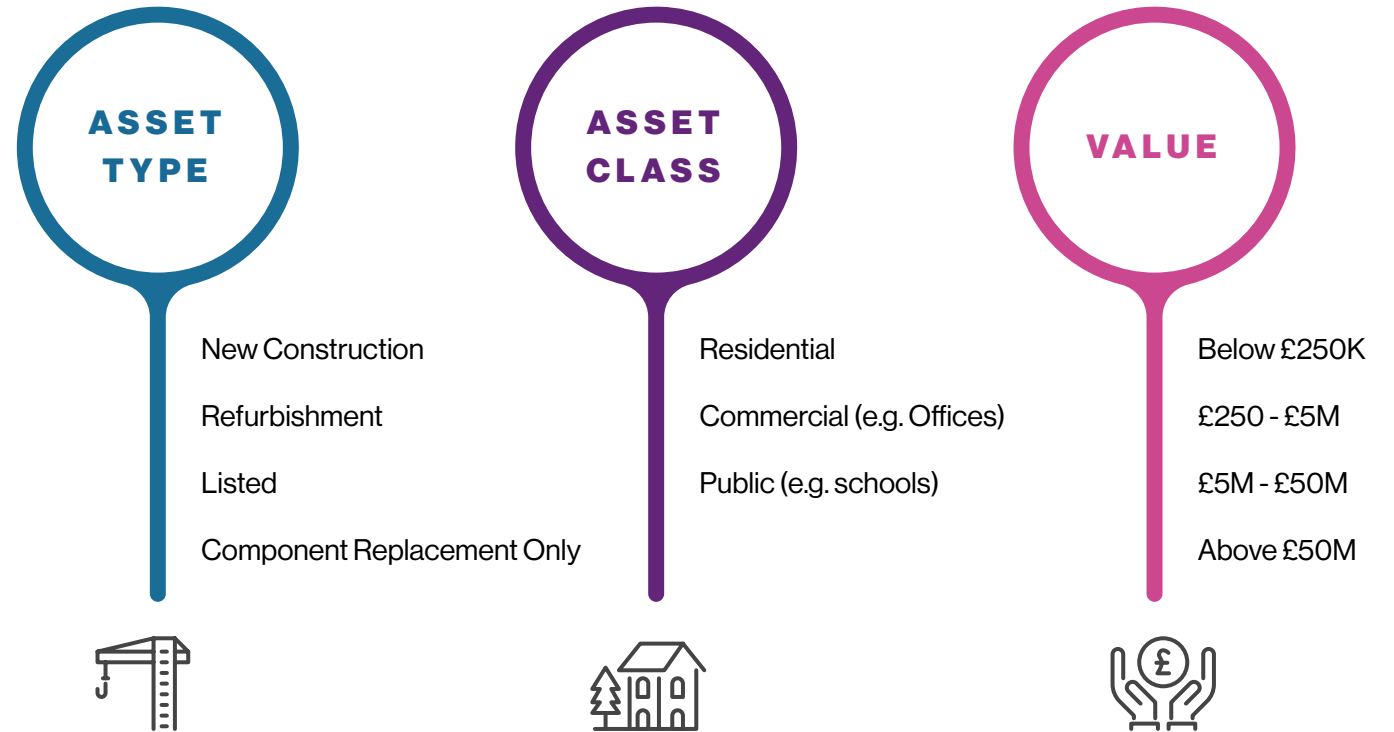 ASSET
TYPE
New Construction
Refurbishment
Listed
Component Replacement Only
ASSET
CLASS
Residential
Commercial (e.g. Offices)
Public (e.g. schools)
VALUE
Below £250K
£250 - £5M
£5M - £50M
Above £50M
£